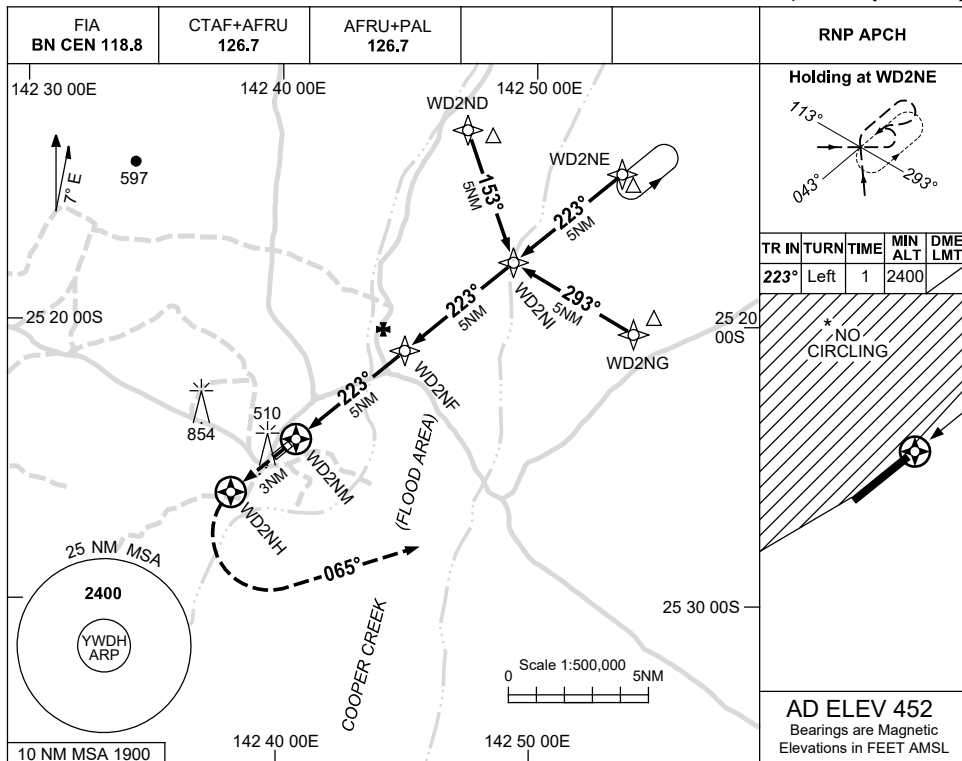 FIA
BN CEN 118.8
CTAF+AFRU
126.7
AFRU+PAL
126.7
RNP APCH
142 30 00E
142 40 00E
142 50 00E
7° E
597
WD2ND
WD2NE
153°
5NM
223°
5NM
WD2NI
293°
5NM
WD2NG
223°
5NM
25 20 00S
25 20
00S
WD2NF
223°
5NM
854
510
WD2NM
3NM
WD2NH
(FLOOD AREA)
065°
COOPER CREEK
25 NM MSA
2400
YWDH
ARP
10 NM MSA 1900
25 30 00S
Scale 1:500,000
0
5NM
142 40 00E
142 50 00E
Holding at WD2NE
113°
043°
293°
TR IN TURN TIME MIN ALT DME LMT
223° Left 1 2400
*NO
CIRCLING
AD ELEV 452
Bearings are Magnetic
Elevations in FEET AMSL